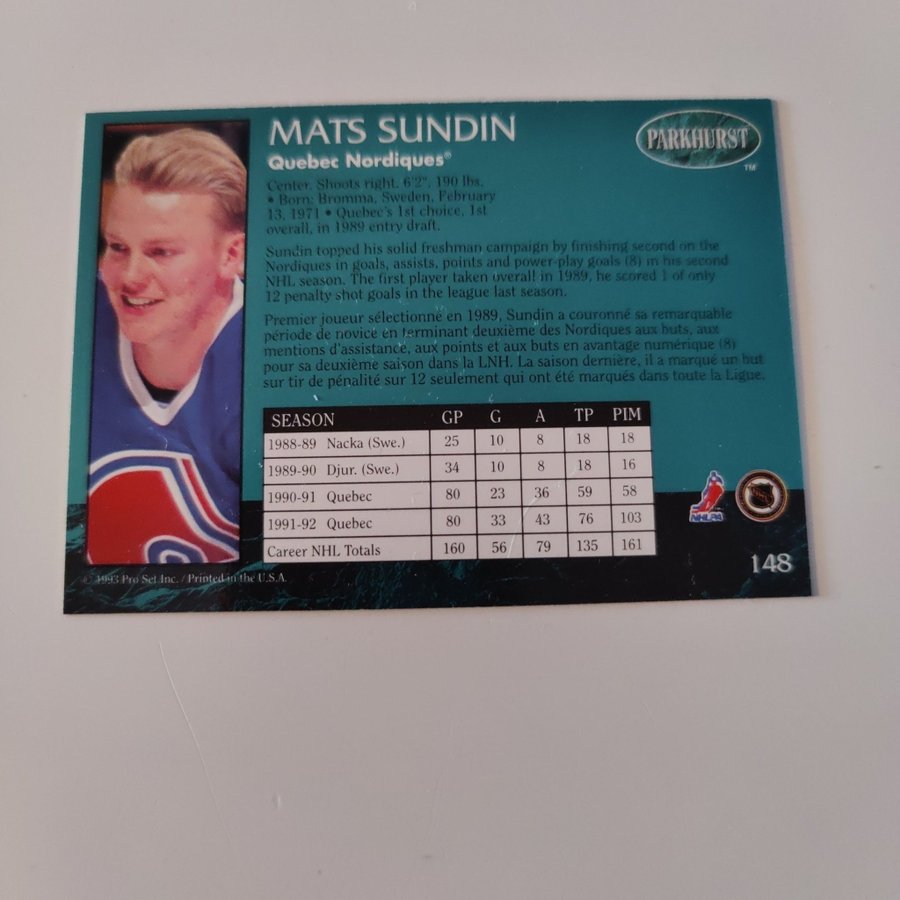 MATS SUNDIN
Quebec Nordiques®
PARKHURST
TM
Center. Shoots right. 6'2", 190 lbs.
• Born: Bromma, Sweden, February
13, 1971 • Quebec's 1st choice, 1st
overall, in 1989 entry draft.
Sundin topped his solid freshman campaign by finishing second on the
Nordiques in goals, assists, points and power-play goals (8) in his second
NHL season. The first player taken overall in 1989, he scored 1 of only
12 penalty shot goals in the league last season.
Premier joueur sélectionné en 1989, Sundin a couronné sa remarquable
période de novice en terminant deuxième des Nordiques aux buts, aux
mentions d'assistance, aux points et aux buts en avantage numérique (8)
pour sa deuxième saison dans la LNH. La saison dernière, il a marqué un but
sur tir de pénalité sur 12 seulement qui ont été marqués dans toute la Ligue.
SEASON GP G A TP PIM
1988-89 Nacka (Swe.) 25 10 8 18 18
1989-90 Djur. (Swe.) 34 10 8 18 16
1990-91 Quebec 80 23 36 59 58
1991-92 Quebec 80 33 43 76 103
Career NHL Totals 160 56 79 135 161
NHLPA
148
© 1993 Pro Set Inc. / Printed in the U.S.A.